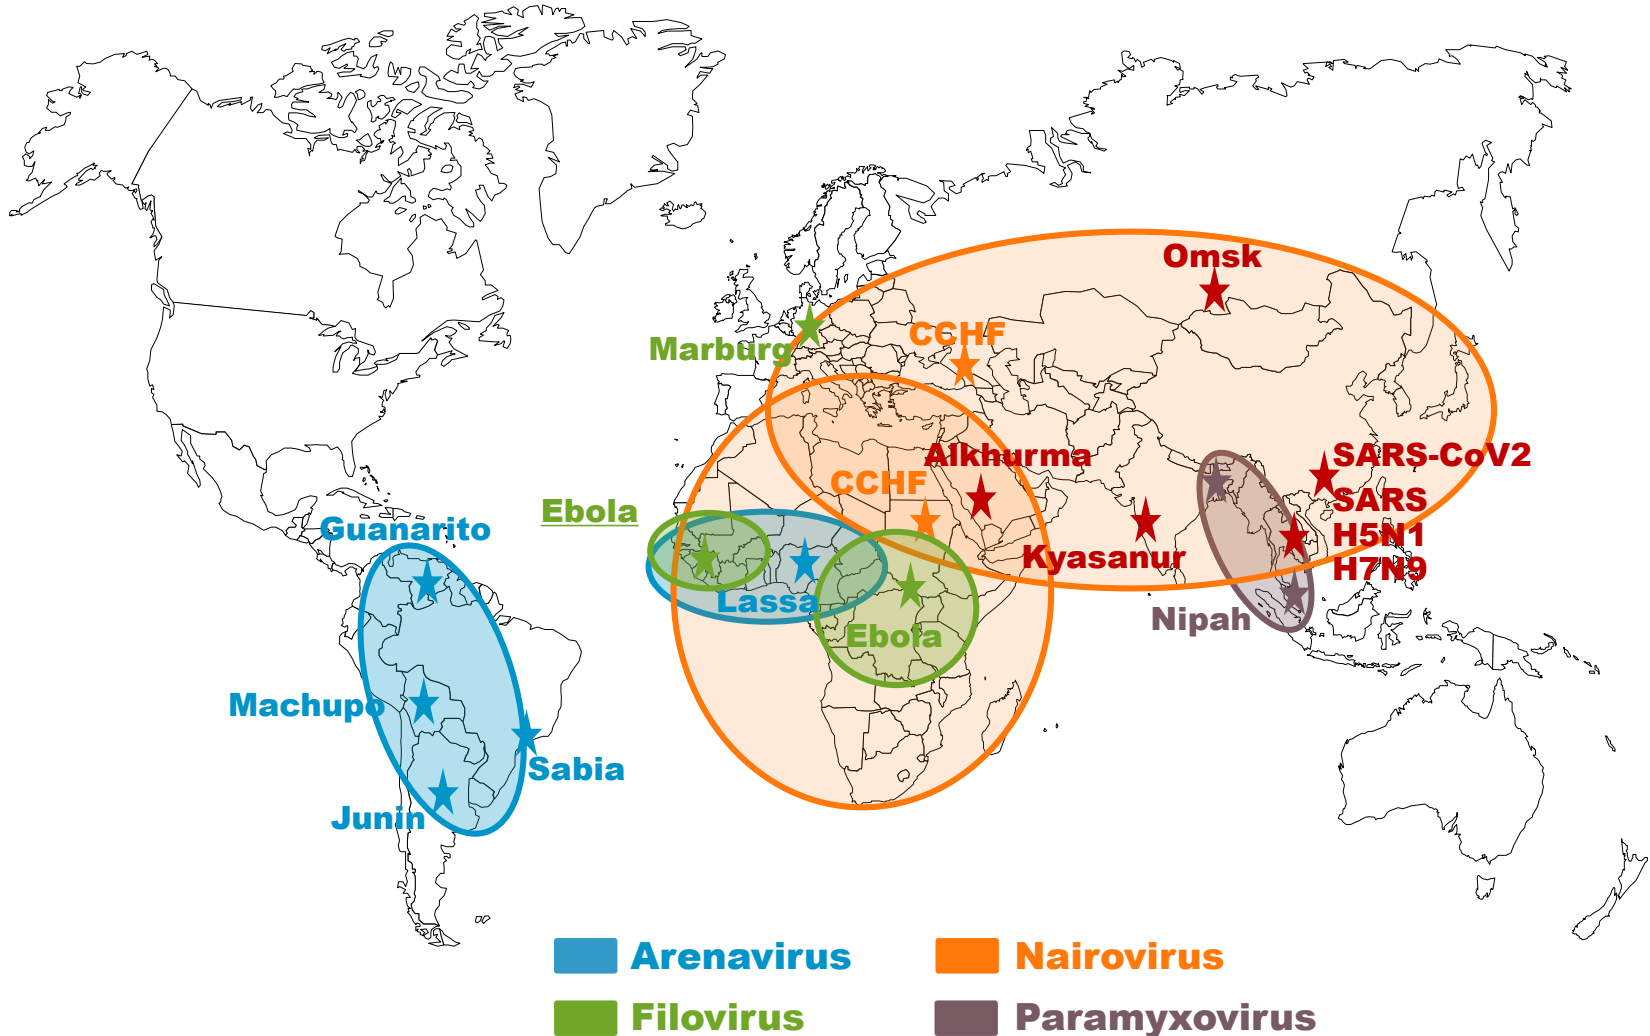 Omsk
CCHF
Marburg
Alkhurma
SARS-CoV2
CCHF
SARS
Ebola
Guanarito
H5N1
Kyasanur
H7N9
Lassa
Nipah
Ebola
Machupo
Sabia
Junin
Arenavirus
Nairovirus
Filovirus
Paramyxovirus